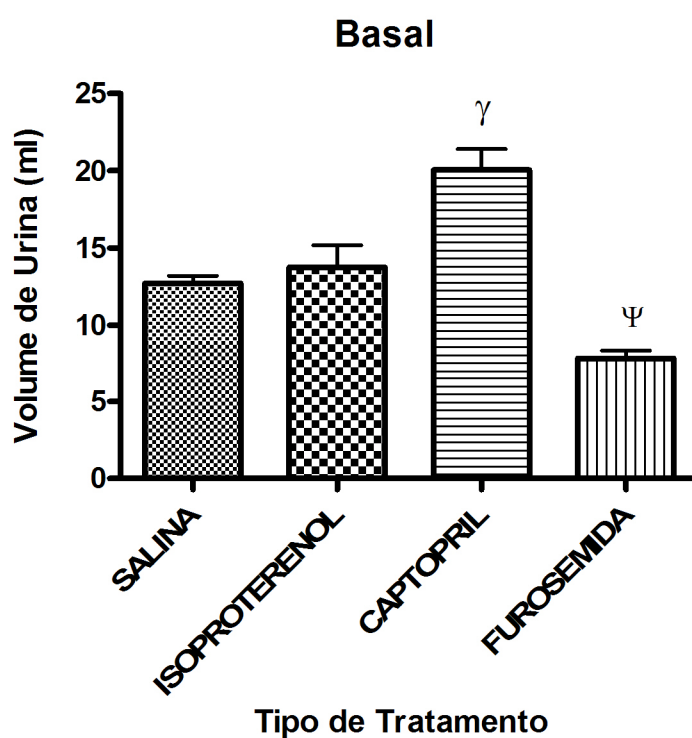 Basal
Volume de Urina (ml)
25
20
15
10
5
0
γ
Ψ
SALINA
ISOPROTERENOL
CAPTOPRIL
FUROSEMIDA
Tipo de Tratamento